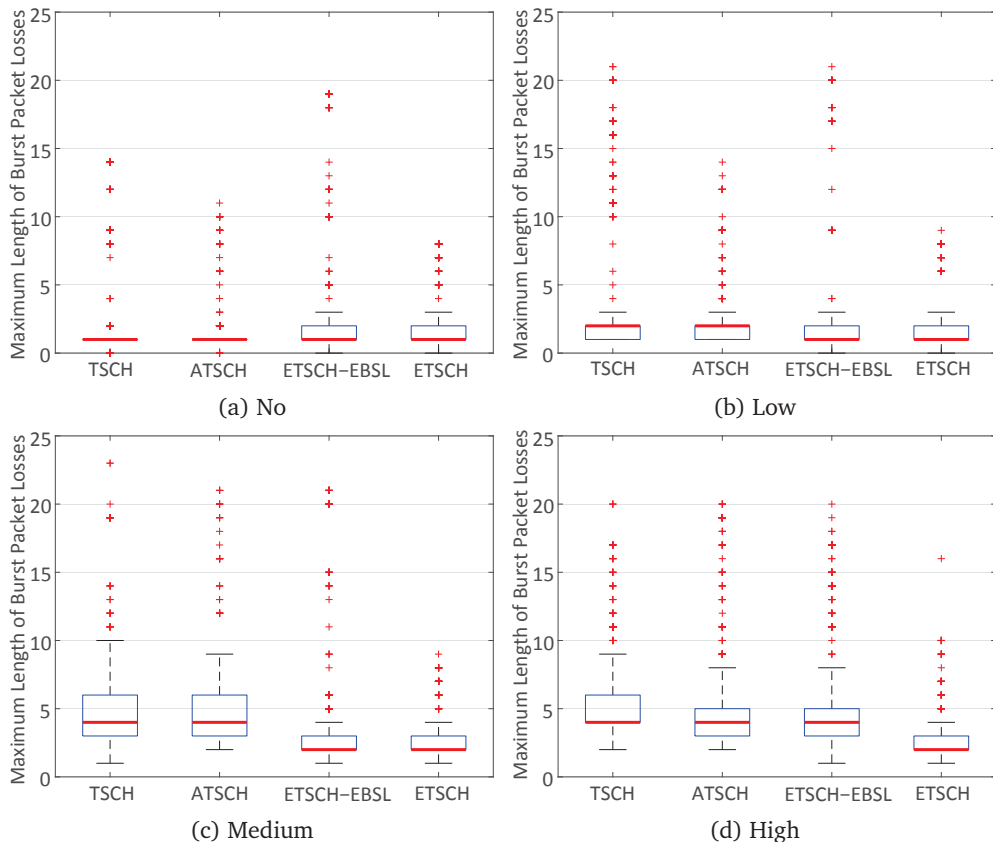 Maximum Length of Burst Packet Losses
25
20
15
10
5
0
TSCH ATSCH ETSCH−EBSL ETSCH
(a) No
Maximum Length of Burst Packet Losses
25
20
15
10
5
0
TSCH ATSCH ETSCH−EBSL ETSCH
(b) Low
Maximum Length of Burst Packet Losses
25
20
15
10
5
0
TSCH ATSCH ETSCH−EBSL ETSCH
(c) Medium
Maximum Length of Burst Packet Losses
25
20
15
10
5
0
TSCH ATSCH ETSCH−EBSL ETSCH
(d) High